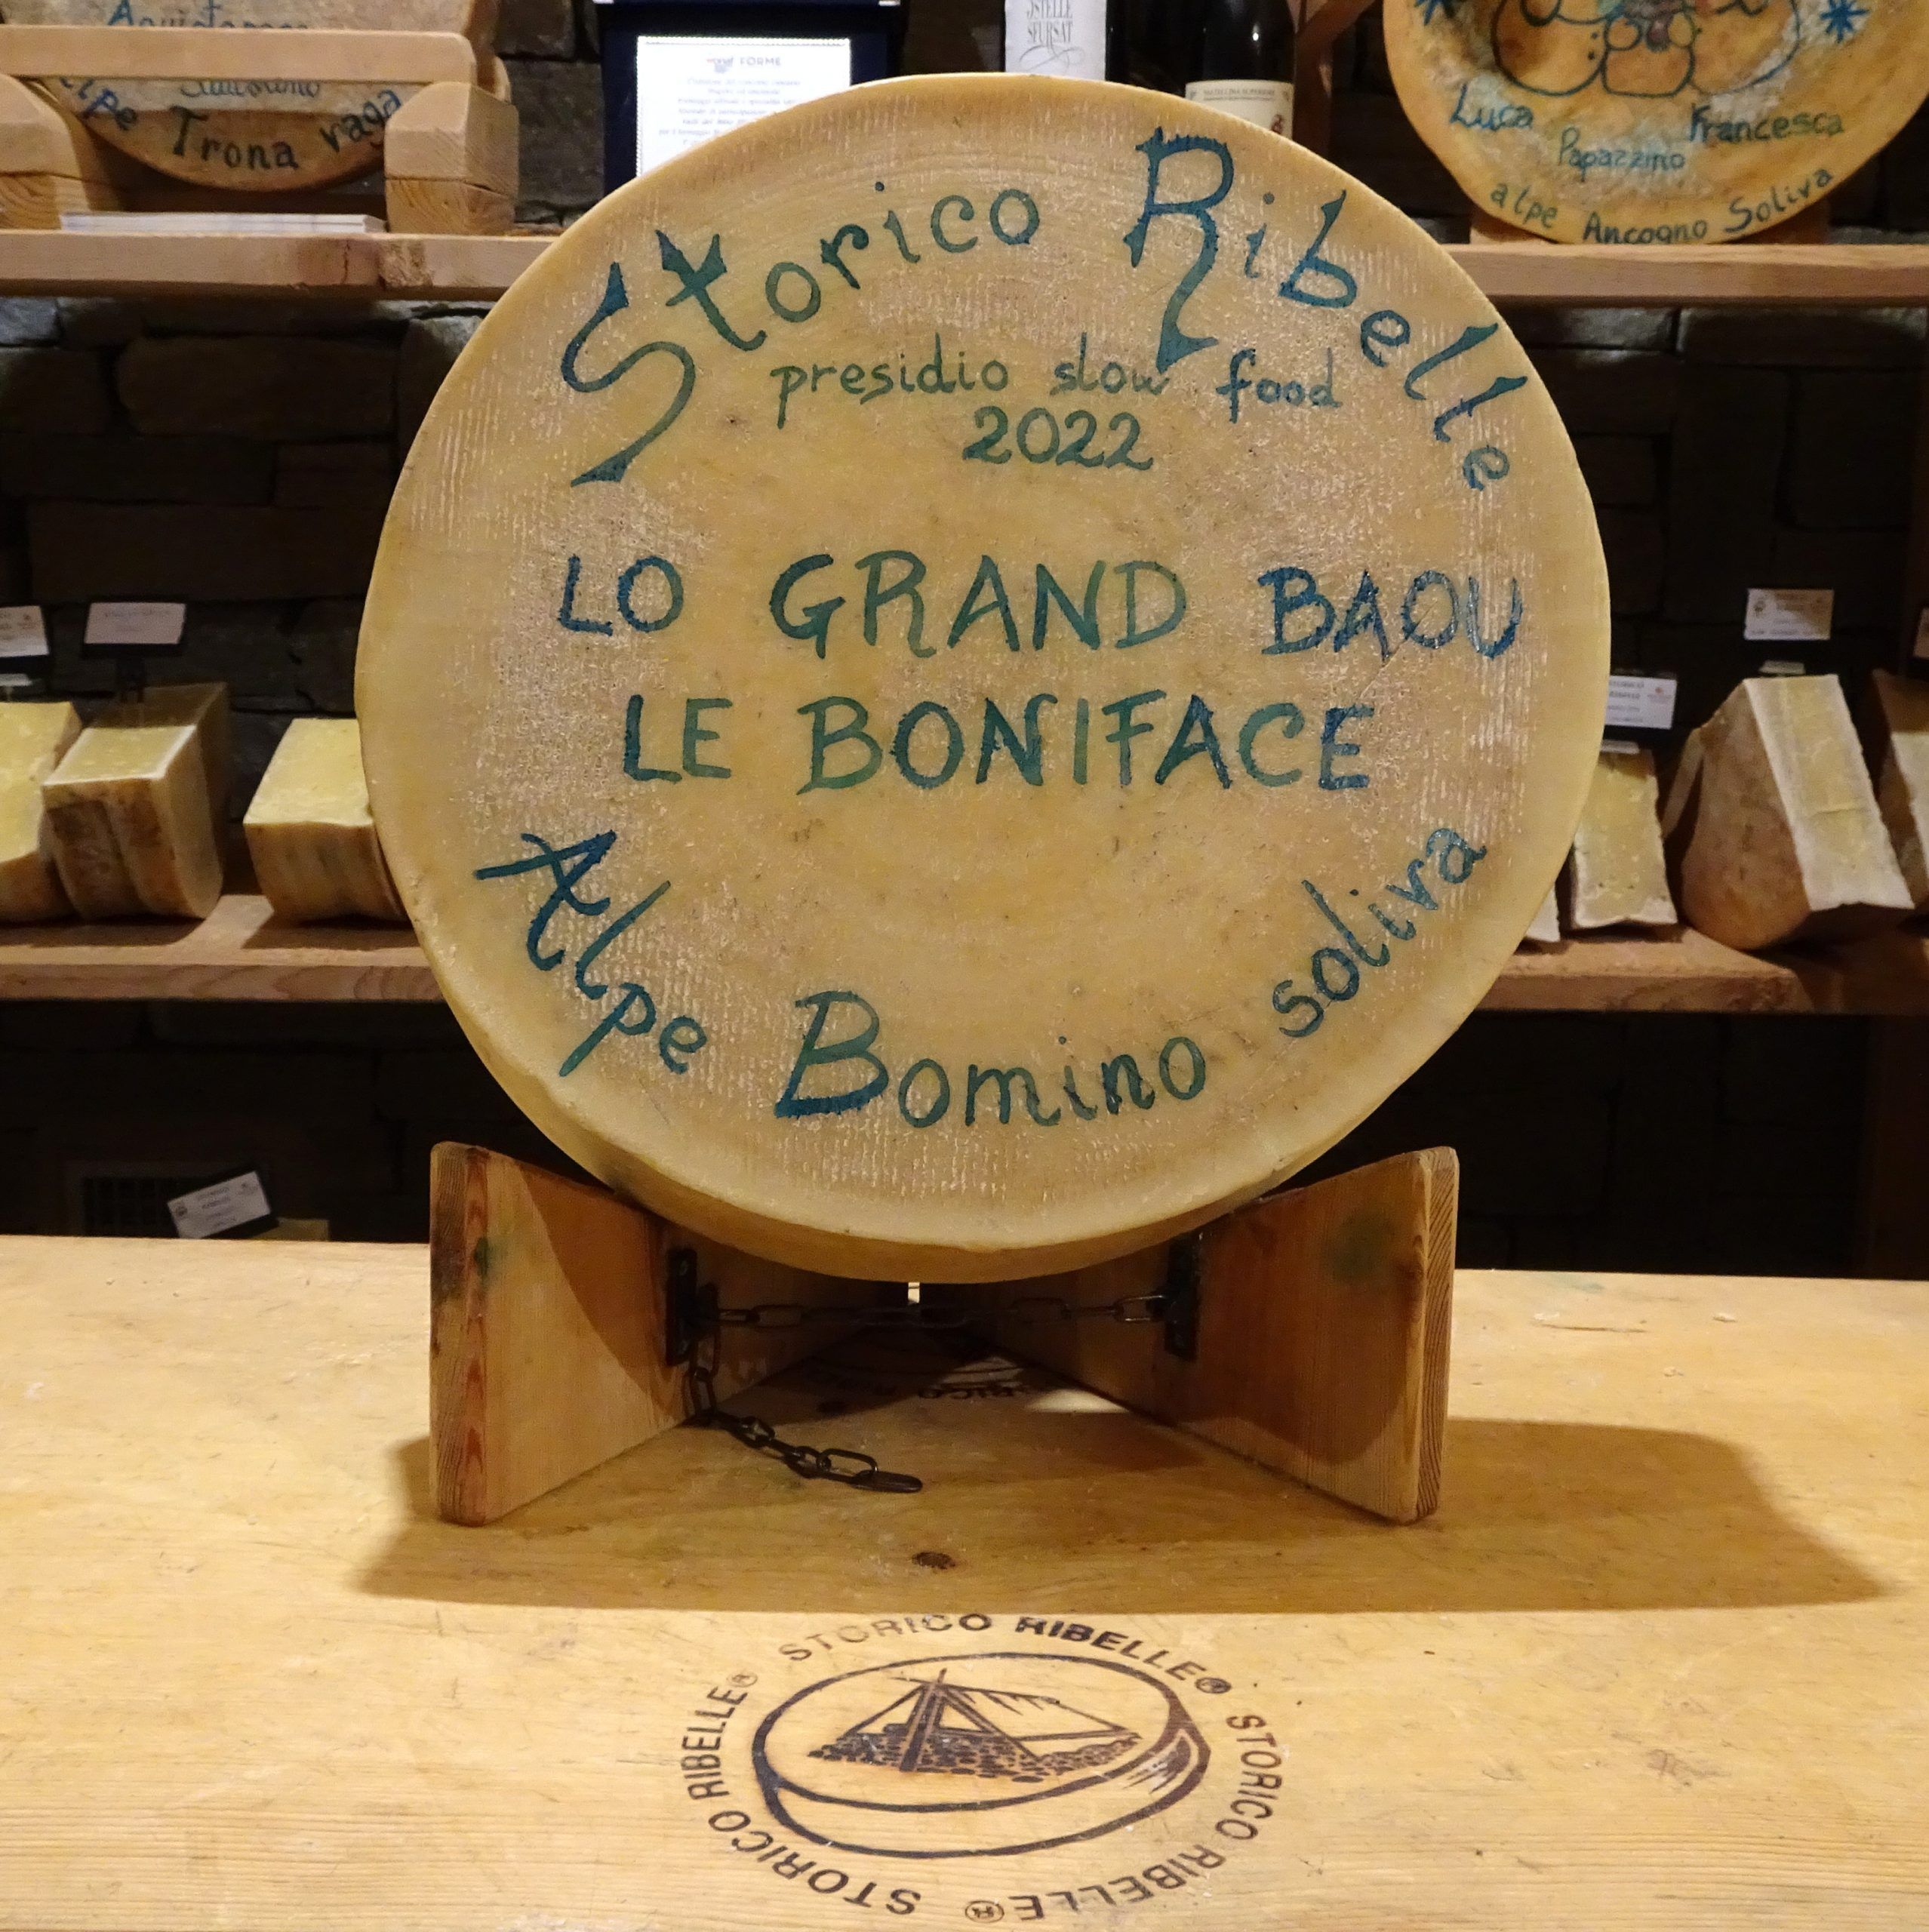 Trona vaga
FORME
Luca
Francesca
Papazzino
alpe Ancogno Soliva
Storico Ribelle
presidio slow food
2022
LO GRAND BAOU
LE BONIFACE
Alpe Bomino soliva
STORICO RIBELLE® STORICO RIBELLE® STORICO RIBELLE®